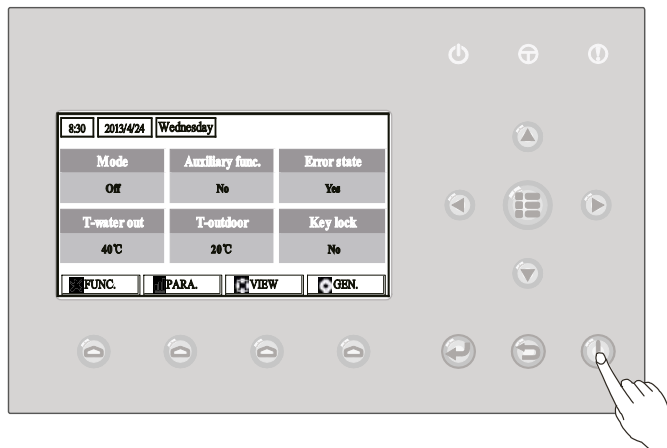 8:30 2013/4/24 Wednesday
Mode Auxiliary func. Error state
Off No Yes
T-water out T-outdoor Key lock
40℃ 20℃ No
FUNC. PARA. VIEW GEN.